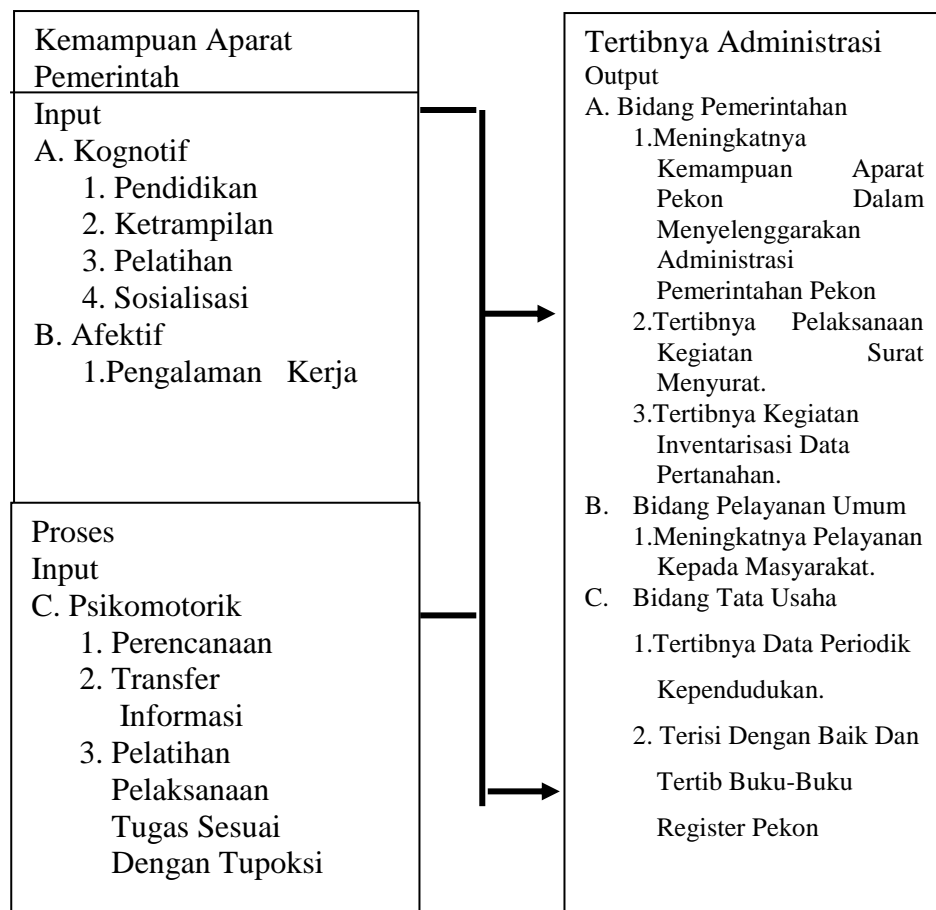 Kemampuan Aparat
Pemerintah
Input
A. Kognotif
1. Pendidikan
2. Ketrampilan
3. Pelatihan
4. Sosialisasi
B. Afektif
1.Pengalaman Kerja
Proses
Input
C. Psikomotorik
1. Perencanaan
2. Transfer
Informasi
3. Pelatihan
Pelaksanaan
Tugas Sesuai
Dengan Tupoksi
Tertibnya Administrasi
Output
A. Bidang Pemerintahan
1.Meningkatnya
Kemampuan Aparat
Pekon Dalam
Menyelenggarakan
Administrasi
Pemerintahan Pekon
2.Tertibnya Pelaksanaan
Kegiatan Surat
Menyurat.
3.Tertibnya Kegiatan
Inventarisasi Data
Pertanahan.
B. Bidang Pelayanan Umum
1.Meningkatnya Pelayanan
Kepada Masyarakat.
C. Bidang Tata Usaha
1.Tertibnya Data Periodik
Kependudukan.
2. Terisi Dengan Baik Dan
Tertib Buku-Buku
Register Pekon